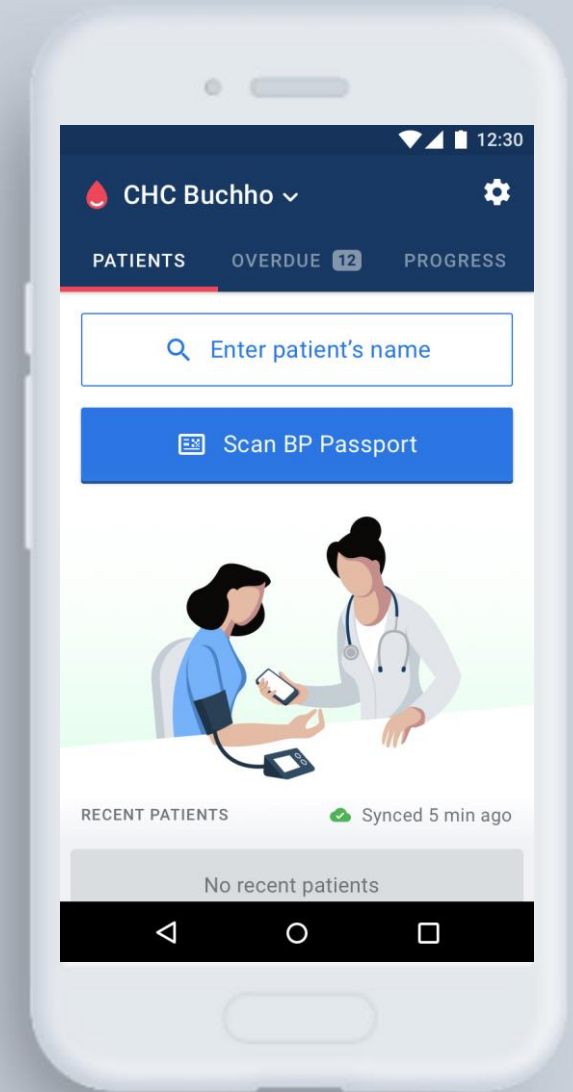 12:30
CHC Buchho
PATIENTS OVERDUE 12 PROGRESS
Enter patient's name
Scan BP Passport
RECENT PATIENTS Synced 5 min ago
No recent patients